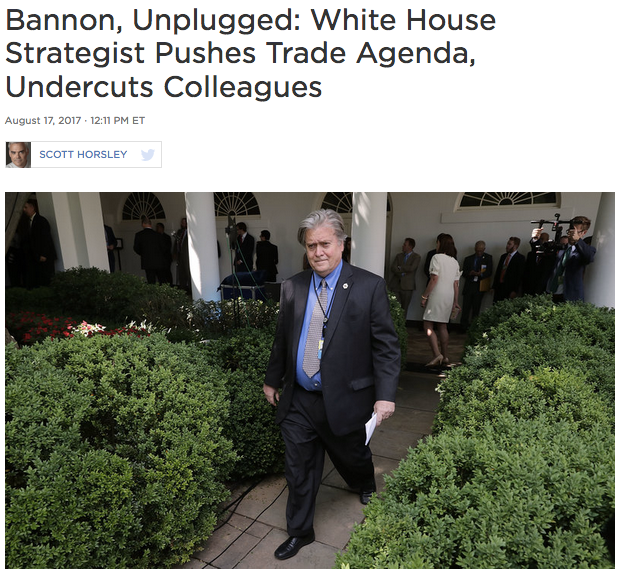 Bannon, Unplugged: White House
Strategist Pushes Trade Agenda,
Undercuts Colleagues
August 17, 2017 · 12:11 PM ET
SCOTT HORSLEY